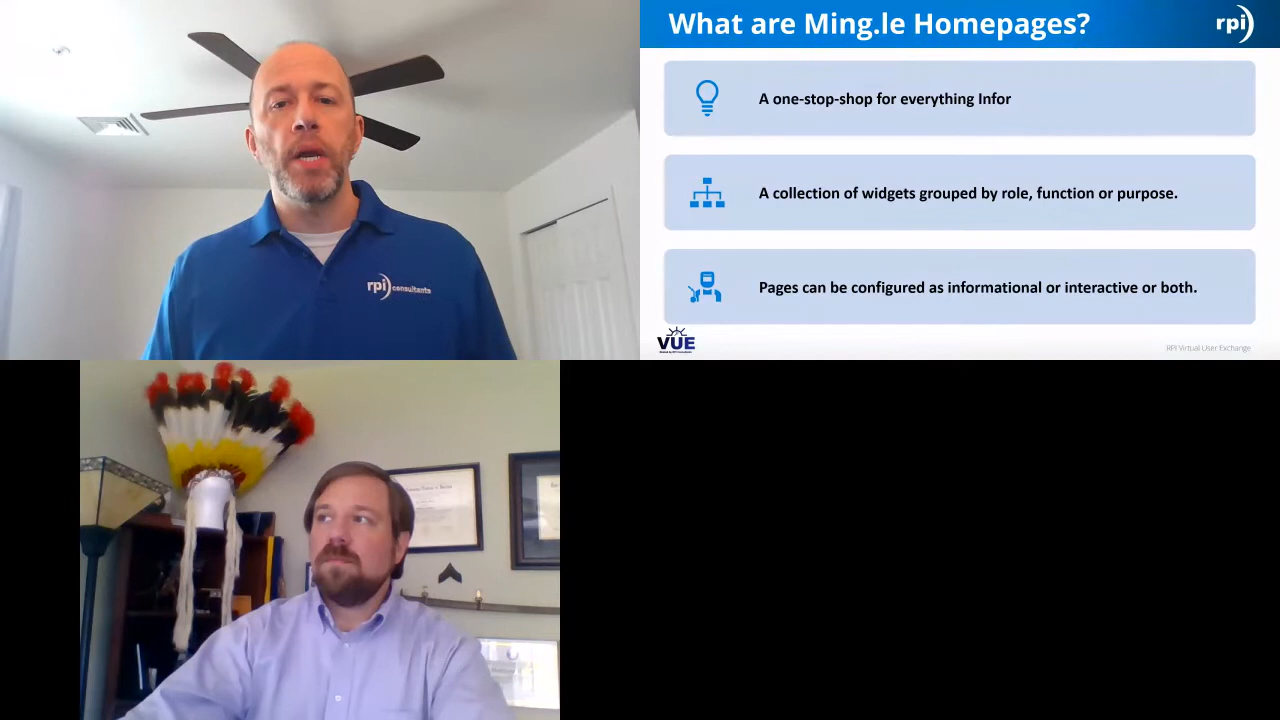 What are Ming.le Homepages?
rpi
A one-stop-shop for everything Infor
A collection of widgets grouped by role, function or purpose.
Pages can be configured as informational or interactive or both.
VUE
RPI Virtual User Exchange
rpi consultants